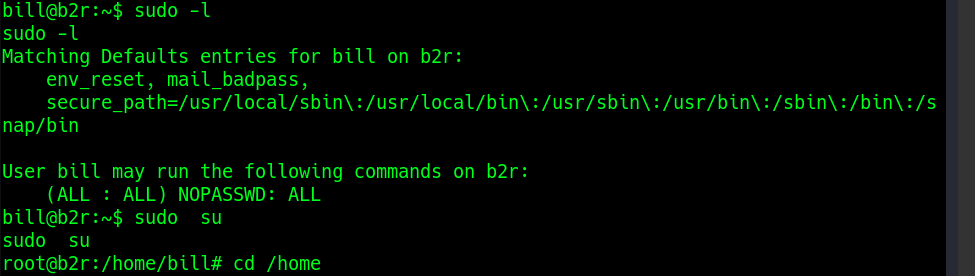 bill@b2r:~$ sudo -l
sudo -l
Matching Defaults entries for bill on b2r:
    env_reset, mail_badpass,
    secure_path=/usr/local/sbin\:/usr/local/bin\:/usr/sbin\:/usr/bin\:/sbin\:/bin\:/s
nap/bin

User bill may run the following commands on b2r:
    (ALL : ALL) NOPASSWD: ALL
bill@b2r:~$ sudo  su
sudo  su
root@b2r:/home/bill# cd /home